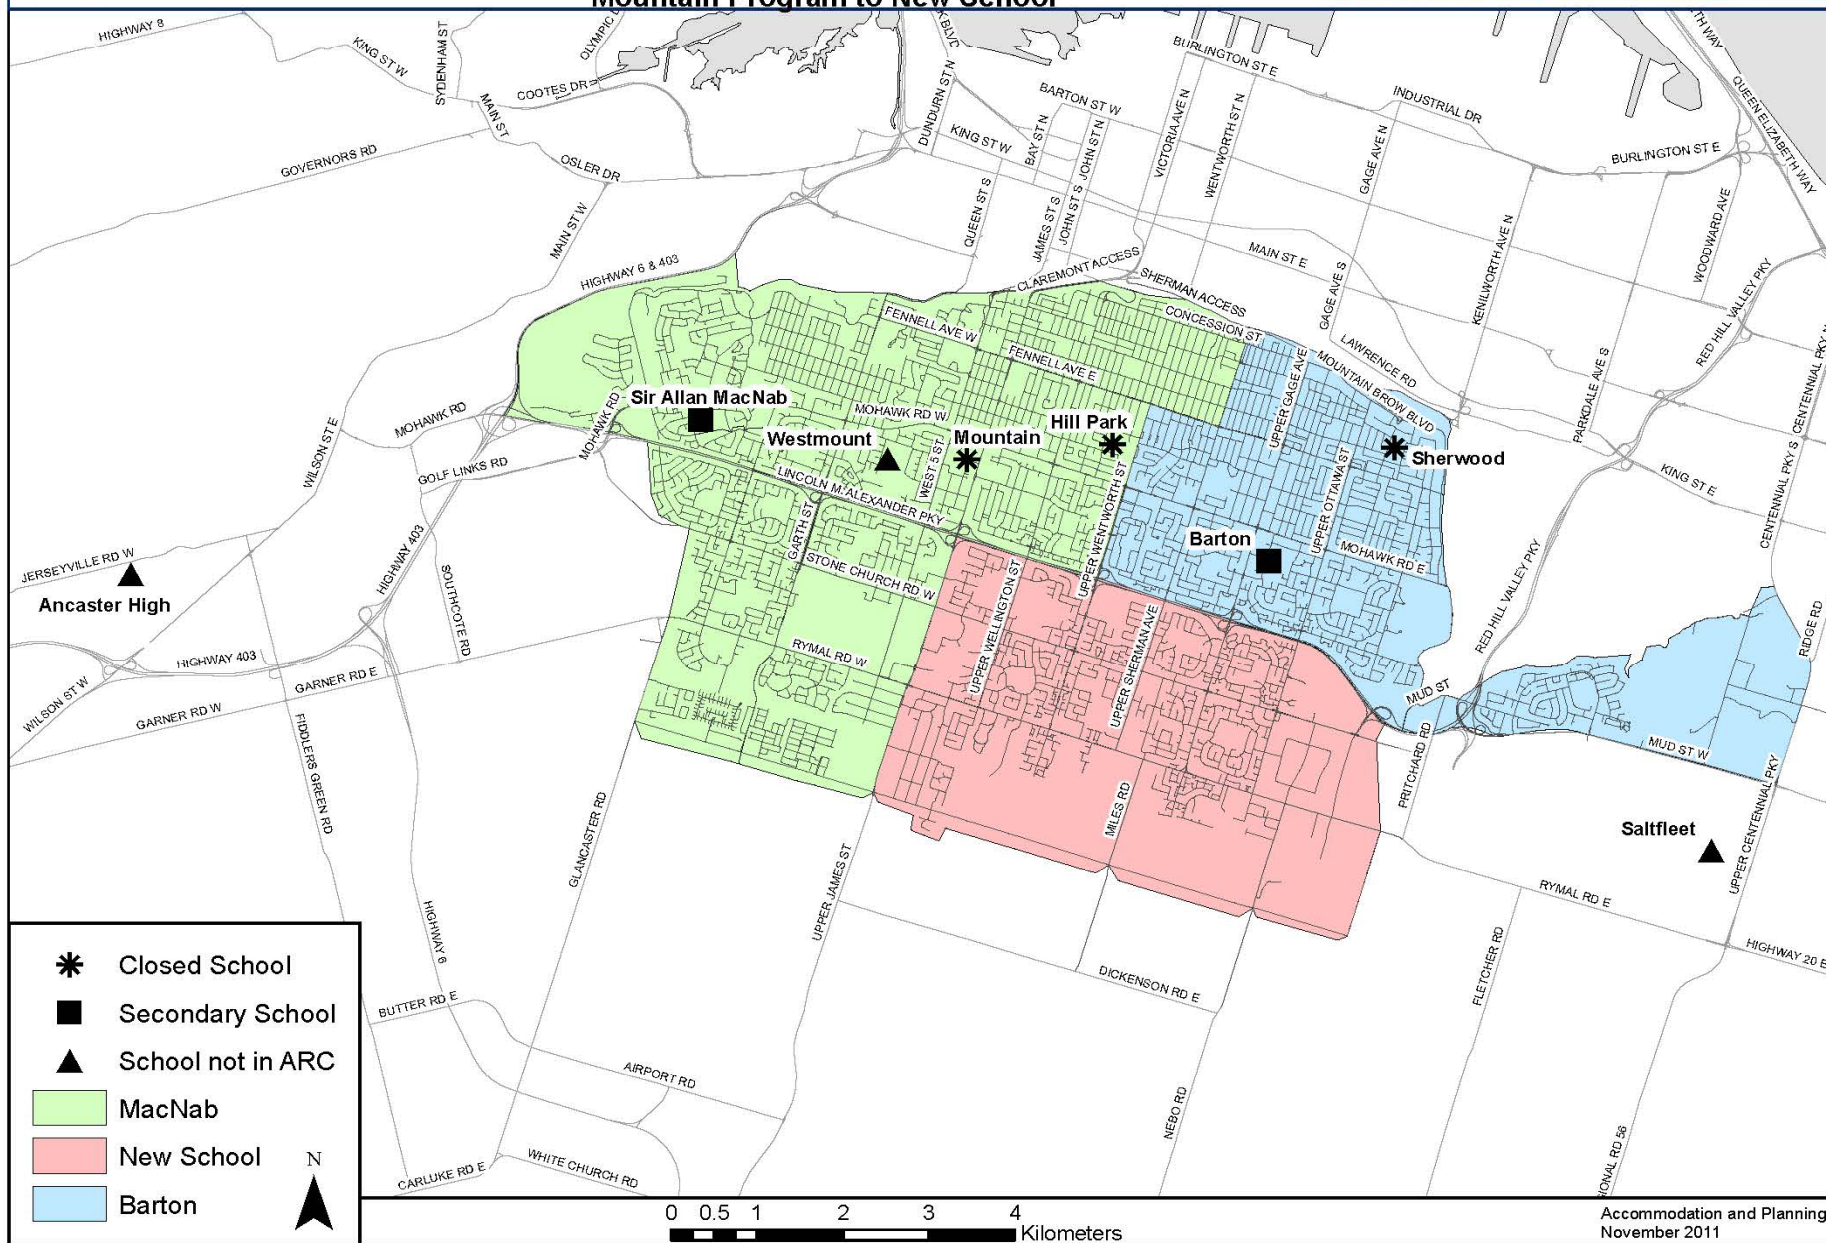 Mountain Program to New School
HIGHWAY 8
KING ST W
SYDENHAM ST
MAIN ST
COOTES DR
GOVERNORS RD
OSLER DR
MAIN ST W
HIGHWAY 6 & 403
DUNDURN ST N
KING ST W
BARTON ST W
BAY ST N
JOHN ST N
QUEEN ST S
JAMES ST S
JOHN ST S
VICTORIA AVE N
WENTWORTH ST N
BURLINGTON ST E
INDUSTRIAL DR
GAGE AVE N
BURLINGTON ST E
QUEEN ELIZABETH WAY
WOODWARD AVE
KENILWORTH AVE N
MAIN ST E
GAGE AVE S
CLAREMONT ACCESS
SHERMAN ACCESS
CONCESSION ST
LAWRENCE RD
MOUNTAIN BROW BLVD
PARKDALE AVE S
RED HILL VALLEY PKY
KING ST E
CENTENNIAL PKY S
CENTENNIAL PKY N
FENNELL AVE W
FENNELL AVE E
UPPER GAGE AVE
Sir Allan MacNab
MOHAWK RD W
Westmount
Mountain
Hill Park
Sherwood
WEST 5 ST
MOHAWK RD
MOHAWK RD
GOLF LINKS RD
WILSON ST E
LINCOLN M. ALEXANDER PKY
UPPER WENTWORTH ST
UPPER OTTAWA ST
Barton
MOHAWK RD E
HIGHWAY 403
GARTH ST
STONE CHURCH RD W
JERSEYVILLE RD W
Ancaster High
SOUTHCOTE RD
UPPER WELLINGTON ST
UPPER SHERMAN AVE
RED HILL VALLEY PKY
RIDGE RD
HIGHWAY 403
RYMAL RD W
WILSON ST W
GARNER RD E
GARNER RD W
MUD ST
PRITCHARD RD
MUD ST W
UPPER CENTENNIAL PKY
Saltfleet
FIDDLERS GREEN RD
GLANCASTER RD
UPPER JAMES ST
MILES RD
RYMAL RD E
HIGHWAY 20 E
HIGHWAY 6
FLETCHER RD
DICKENSON RD E
BUTTER RD E
AIRPORT RD
NEBO RD
CARLUKE RD E
WHITE CHURCH RD
Closed School
Secondary School
School not in ARC
MacNab
New School
Barton
N
0 0.5 1 2 3 4
Kilometers
Accommodation and Planning
November 2011